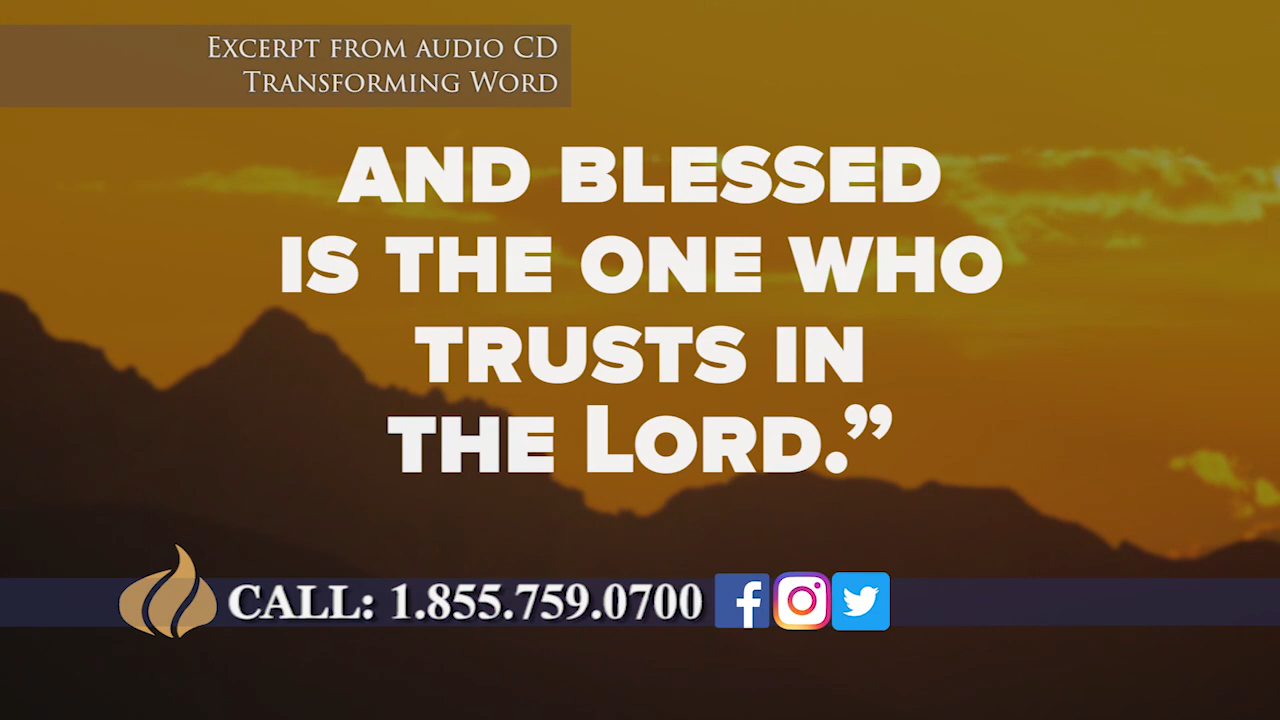 Excerpt from audio CD
Transforming Word
AND BLESSED
IS THE ONE WHO
TRUSTS IN
THE LORD.”
CALL: 1.855.759.0700